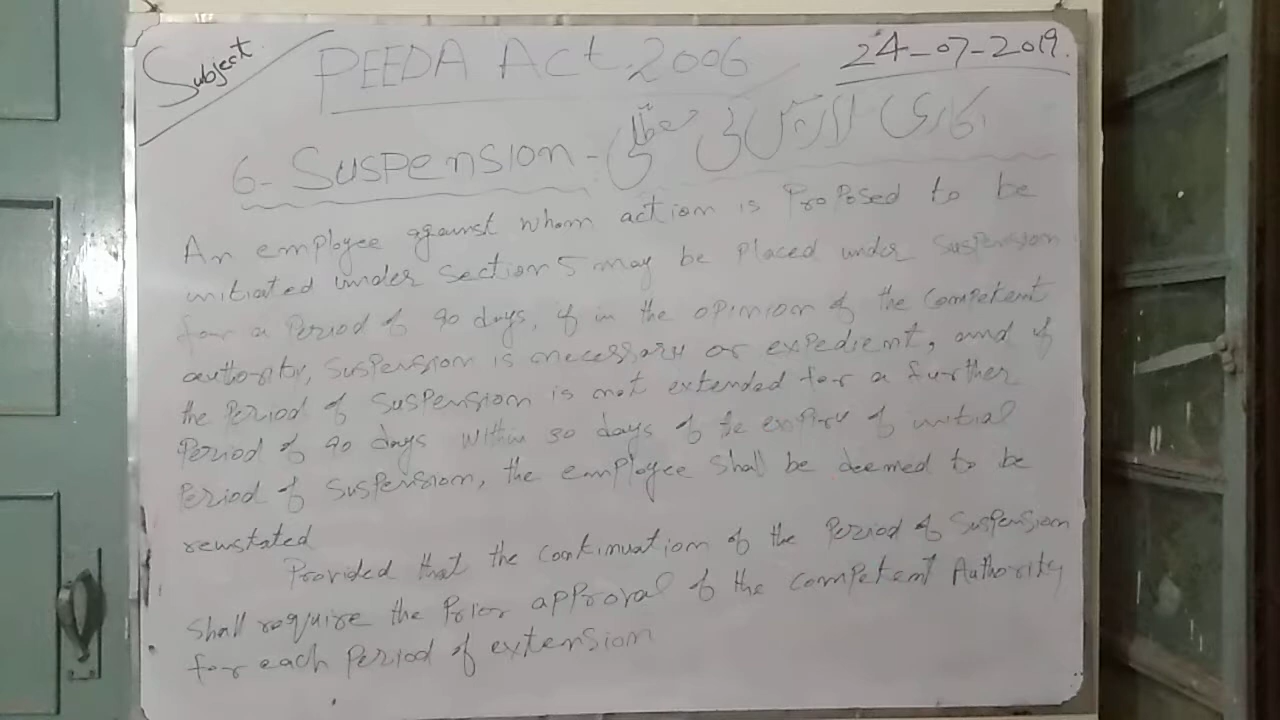 Subject
PEEDA Act. 2006
24-07-2019.
6- Suspension - سرکاری ملازمین کی معطلی
An employee against whom action is Proposed to be
initiated under section 5 may be Placed under suspension
for a Period of 90 days, if in the opinion of the Competent
authority, suspension is necessary or expedient, and if
the Period of suspension is not extended for a further
Period of 90 days within 30 days of the expiry of initial
Period of suspension, the employee shall be deemed to be
reinstated
Provided that the continuation of the Period of suspension
shall require the Prior approval of the competent Authority
for each Period of extension